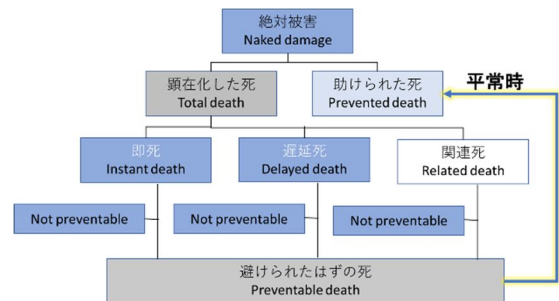 絶対被害
Naked damage
顕在化した死
Total death
助けられた死
Prevented death
平常時
即死
Instant death
遅延死
Delayed death
関連死
Related death
Not preventable
Not preventable
Not preventable
避けられたはずの死
Preventable death